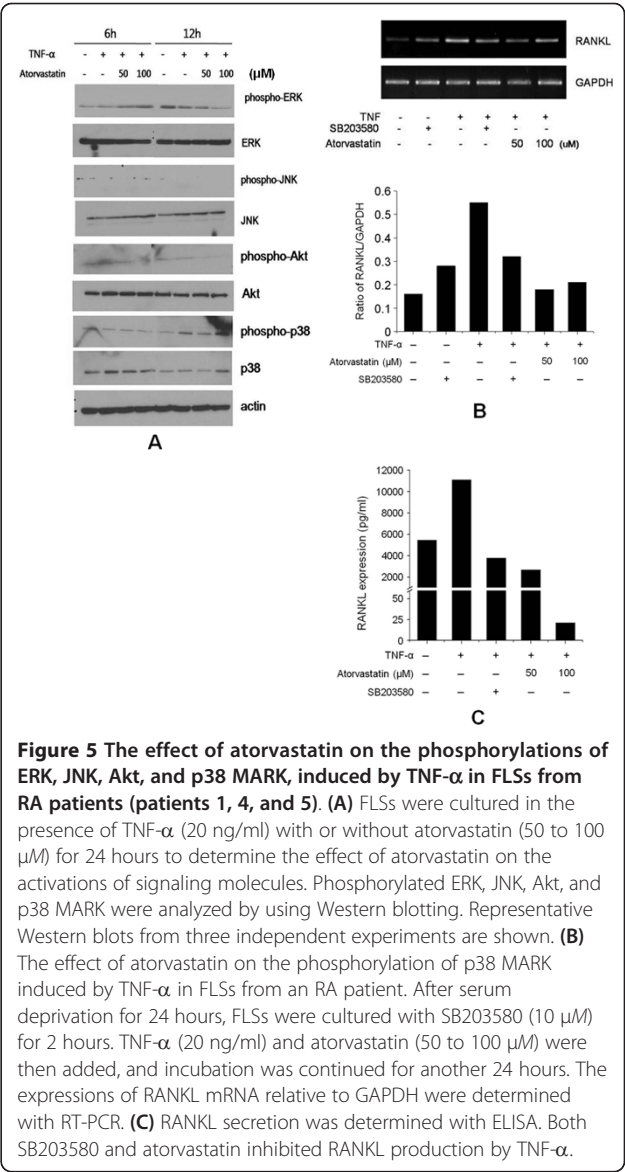 6h 12h
TNF-α - + + + - + + +
Atorvastatin - - 50 100 - - 50 100 (μM)
phospho-ERK
ERK
phospho-JNK
JNK
phospho-Akt
Akt
phospho-p38
p38
actin
A
RANKL
GAPDH
TNF - - + + + +
SB203580 - + - + - -
Atorvastatin - - - - 50 100 (uM)
Ratio of RANKL/GAPDH
0.6
0.5
0.4
0.3
0.2
0.1
0
TNF-α – – + + + +
Atorvastatin (μM) – – – – 50 100
SB203580 – + – + – –
B
RANKL expression (pg/ml)
12000
10000
8000
6000
4000
2000
50
25
0
TNF-α – + + + +
Atorvastatin (μM) – – – 50 100
SB203580 – – + – –
C
Figure 5 The effect of atorvastatin on the phosphorylations of
ERK, JNK, Akt, and p38 MARK, induced by TNF-α in FLSs from
RA patients (patients 1, 4, and 5). (A) FLSs were cultured in the
presence of TNF-α (20 ng/ml) with or without atorvastatin (50 to 100
μM) for 24 hours to determine the effect of atorvastatin on the
activations of signaling molecules. Phosphorylated ERK, JNK, Akt, and
p38 MARK were analyzed by using Western blotting. Representative
Western blots from three independent experiments are shown. (B)
The effect of atorvastatin on the phosphorylation of p38 MARK
induced by TNF-α in FLSs from an RA patient. After serum
deprivation for 24 hours, FLSs were cultured with SB203580 (10 μM)
for 2 hours. TNF-α (20 ng/ml) and atorvastatin (50 to 100 μM) were
then added, and incubation was continued for another 24 hours. The
expressions of RANKL mRNA relative to GAPDH were determined
with RT-PCR. (C) RANKL secretion was determined with ELISA. Both
SB203580 and atorvastatin inhibited RANKL production by TNF-α.